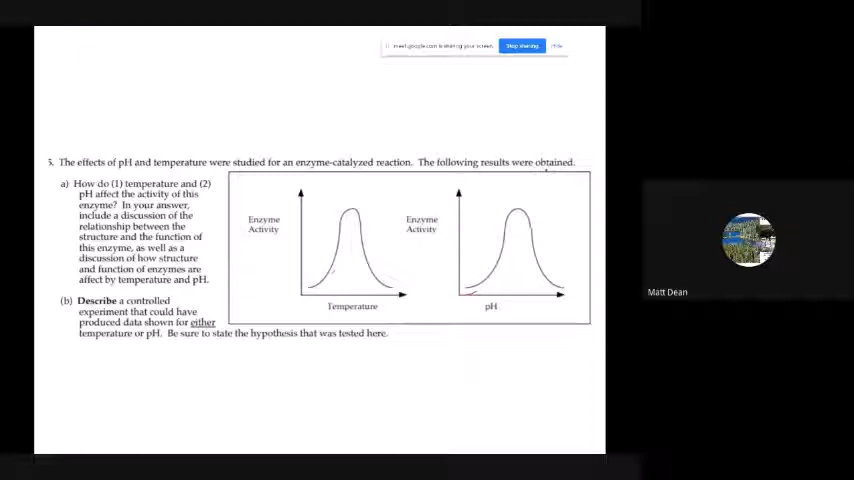 meet.google.com is sharing your screen. Stop sharing Hide
5. The effects of pH and temperature were studied for an enzyme-catalyzed reaction. The following results were obtained.
a) How do (1) temperature and (2)
pH affect the activity of this
enzyme? In your answer,
include a discussion of the
relationship between the
structure and the function of
this enzyme, as well as a
discussion of how structure
and function of enzymes are
affect by temperature and pH.
Enzyme
Activity
Temperature
Enzyme
Activity
pH
(b) Describe a controlled
experiment that could have
produced data shown for either
temperature or pH. Be sure to state the hypothesis that was tested here.
Matt Dean